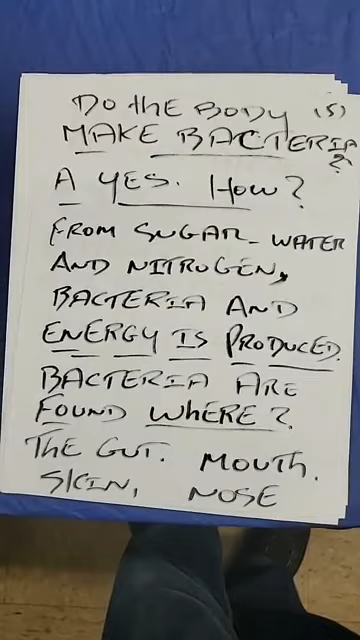 Do the BODY (S)
MAKE BACTERIA
?
A YES. How?
FROM SUGAR- WATER
AND NITROGEN,
BACTERIA AND
ENERGY IS PRODUCED.
BACTERIA ARE
FOUND WHERE?
THE GUT. MOUTH.
SKIN, NOSE